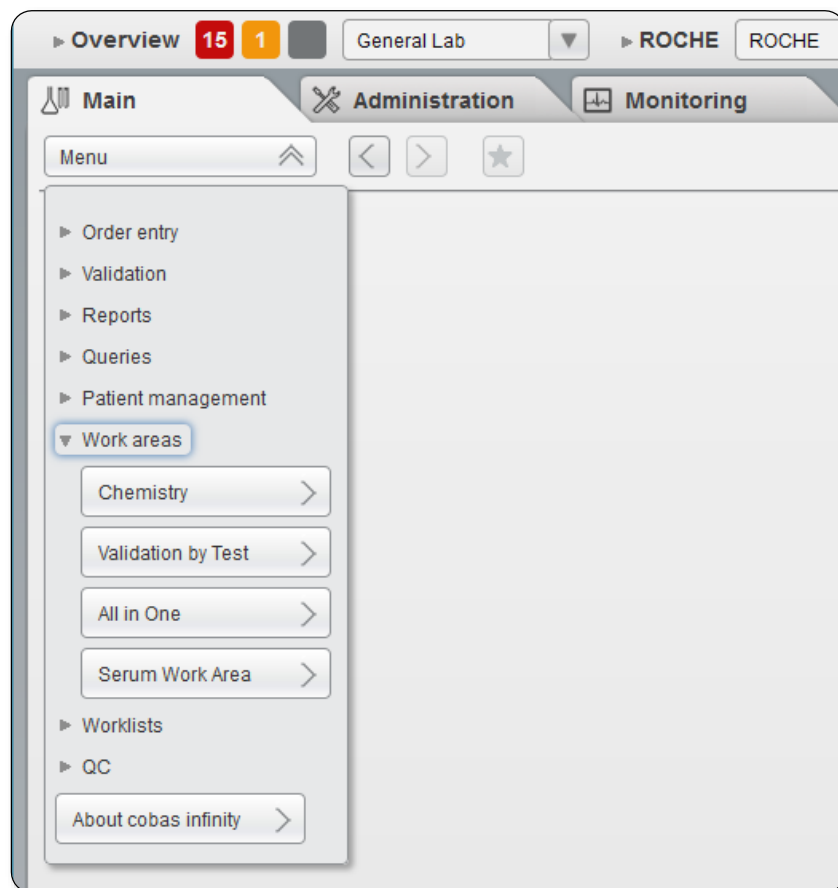 Overview 15 1 General Lab ROCHE ROCHE
Main Administration Monitoring
Menu
Order entry
Validation
Reports
Queries
Patient management
Work areas
Chemistry
Validation by Test
All in One
Serum Work Area
Worklists
QC
About cobas infinity